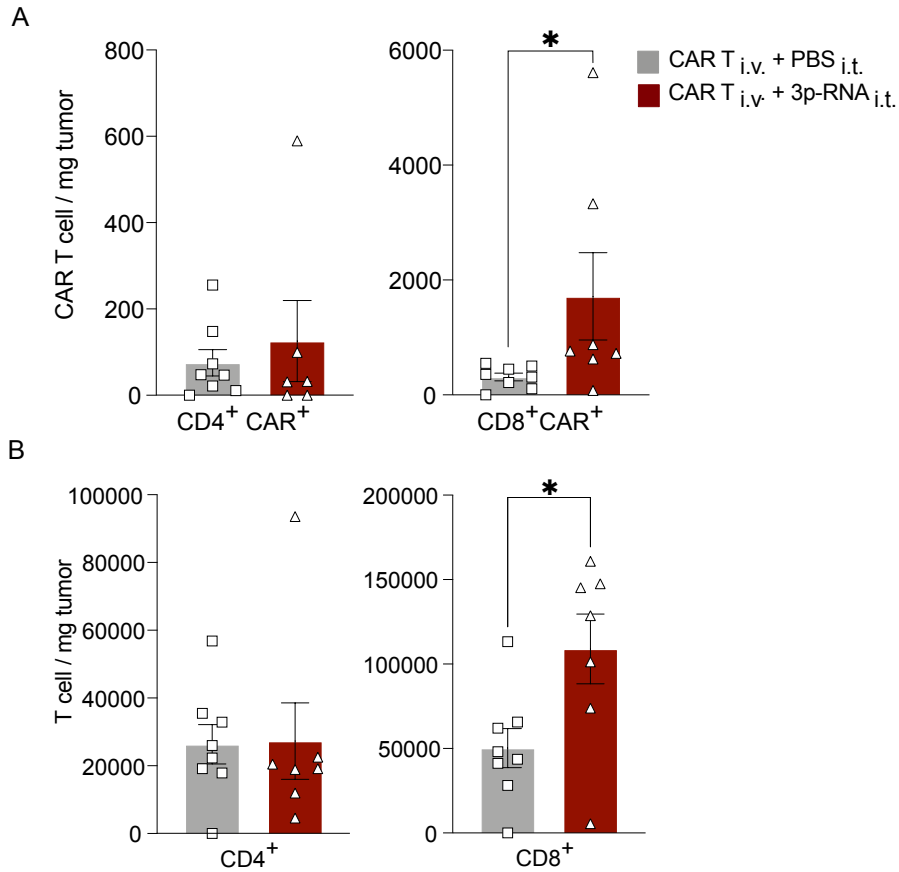 A
CAR T cell / mg tumor
800
600
400
200
0
CD4+ CAR+
6000
4000
2000
0
*
CD8+CAR+
CAR T i.v. + PBS i.t.
CAR T i.v. + 3p-RNA i.t.
B
T cell / mg tumor
100000
80000
60000
40000
20000
0
CD4+
200000
150000
100000
50000
0
*
CD8+